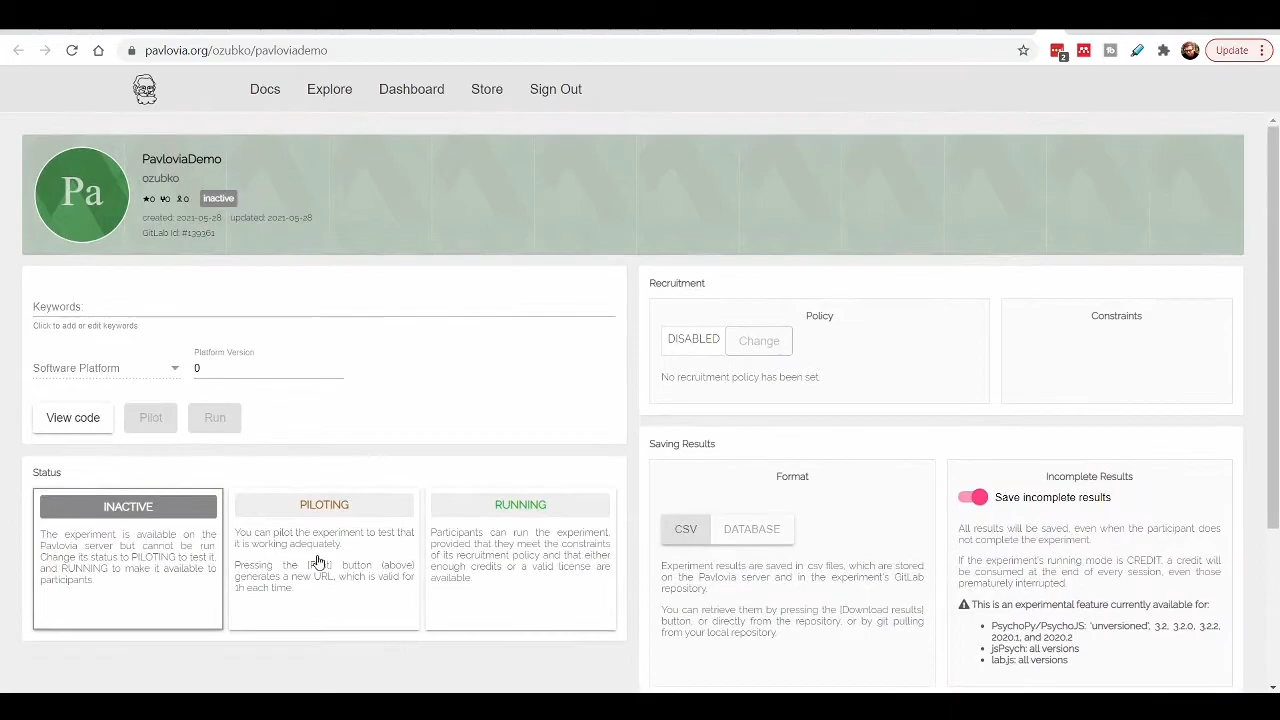 pavlovia.org/ozubko/pavloviademo
2
Update
Docs
Explore
Dashboard
Store
Sign Out
Pa
PavloviaDemo
ozubko
0 0 0 inactive
created: 2021-05-28 updated: 2021-05-28
GitLab Id: #139361
Keywords:
Click to add or edit keywords
Software Platform
Platform Version
0
View code
Pilot
Run
Status
INACTIVE
The experiment is available on the
Pavlovia server but cannot be run.
Change its status to PILOTING to test it
and RUNNING to make it available to
participants.
PILOTING
You can pilot the experiment to test that
it is working adequately.
Pressing the button (above)
generates a new URL, which is valid for
1h each time
RUNNING
Participants can run the experiment,
provided that they meet the constraints
of its recruitment policy and that either
enough credits or a valid license are
available.
Recruitment
Policy
DISABLED
Change
No recruitment policy has been set
Constraints
Saving Results
Format
CSV
DATABASE
Experiment results are saved in csv files, which are stored
on the Pavlovia server and in the experiment's GitLab
repository.
You can retrieve them by pressing the [Download results]
button, or directly from the repository, or by git pulling
from your local repository.
Incomplete Results
Save incomplete results
All results will be saved, even when the participant does
not complete the experiment.
If the experiment's running mode is CREDIT, a credit will
be consumed at the end of every session, even those
prematurely interrupted.
This is an experimental feature currently available for:
PsychoPy/PsychoJS: 'unversioned', 3.2, 3.2.0, 3.2.2,
2020.1, and 2020.2
jsPsych: all versions
lab.js: all versions